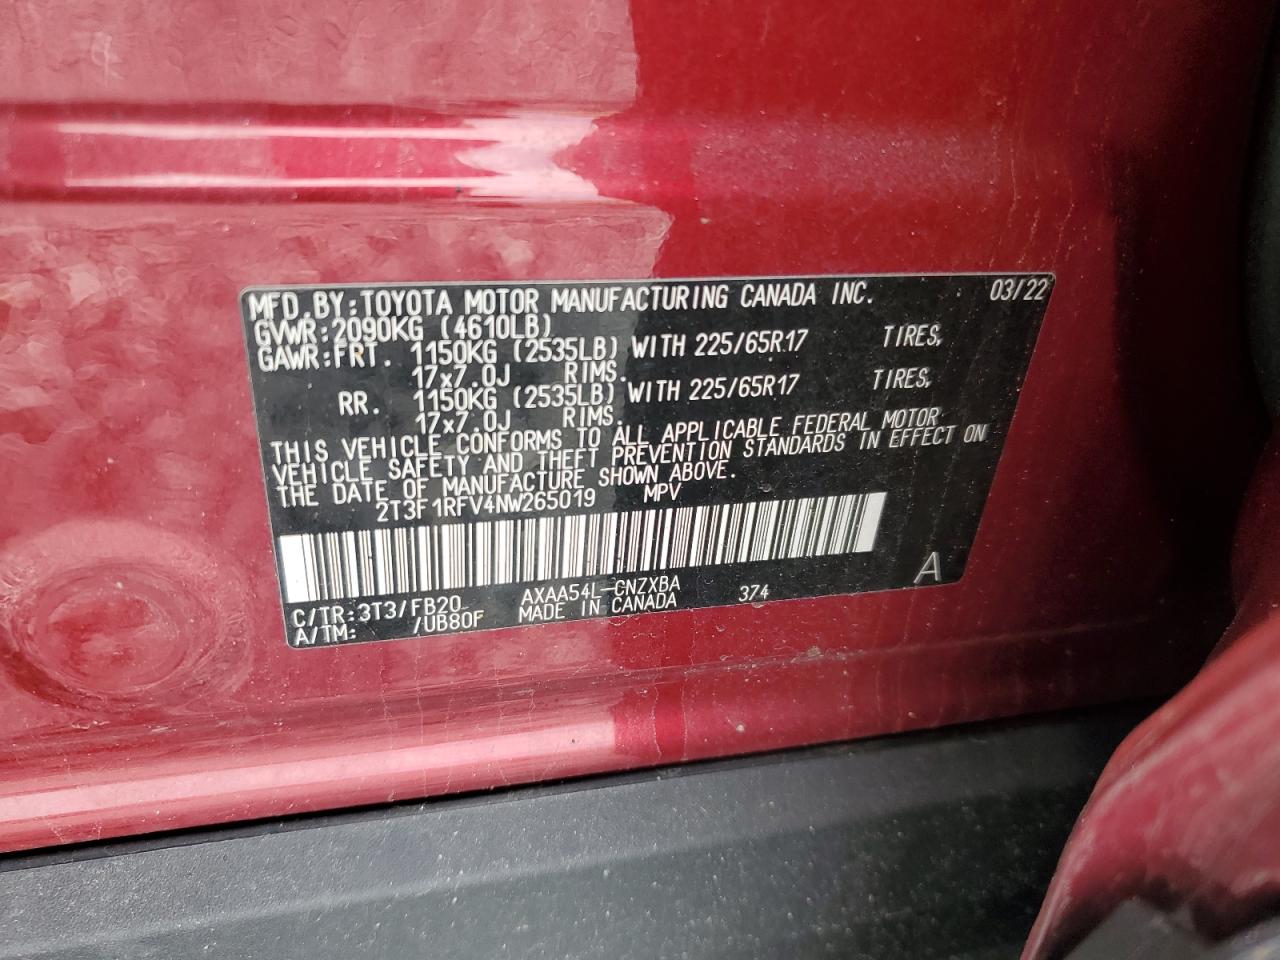 MFD. BY: TOYOTA MOTOR MANUFACTURING CANADA INC. 03/22
GVWR: 2090KG (4610LB)
GAWR: FRT. 1150KG (2535LB) WITH 225/65R17 TIRES,
17x7.0J RIMS.
RR. 1150KG (2535LB) WITH 225/65R17 TIRES,
17x7.0J RIMS.
THIS VEHICLE CONFORMS TO ALL APPLICABLE FEDERAL MOTOR
VEHICLE SAFETY AND THEFT PREVENTION STANDARDS IN EFFECT ON
THE DATE OF MANUFACTURE SHOWN ABOVE.
2T3F1RFV4NW265019 MPV
C/TR: 3T3/FB20 AXAA54L-CNZXBA 374 A
A/TM: /UB80F MADE IN CANADA